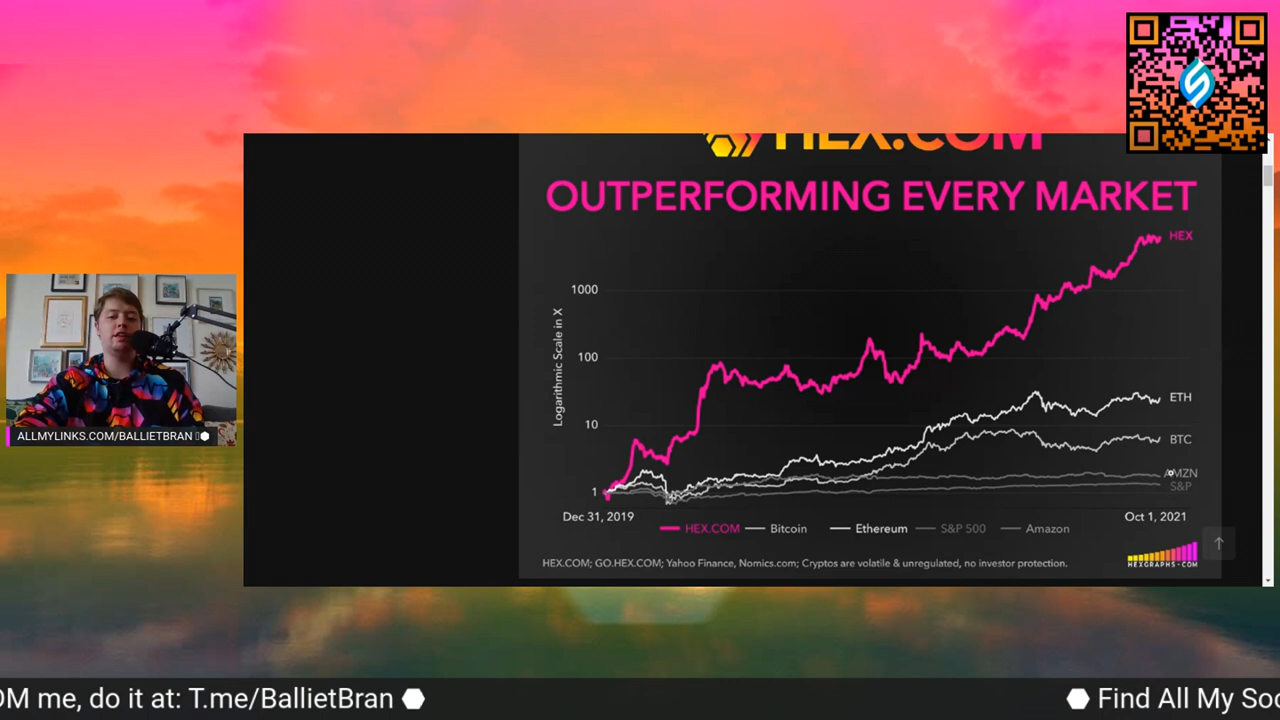 HEX.COM
OUTPERFORMING EVERY MARKET
HEX
1000
Logarithmic Scale in X
100
ETH
10
BTC
AMZN
S&P
1
Dec 31, 2019
Oct 1, 2021
HEX.COM Bitcoin Ethereum S&P 500 Amazon
HEX.COM; GO.HEX.COM; Yahoo Finance, Nomics.com; Cryptos are volatile & unregulated, no investor protection.
HEXGRAPHS.COM
ALLMYLINKS.COM/BALLIETBRAN
DM me, do it at: T.me/BallietBran
Find All My Soc